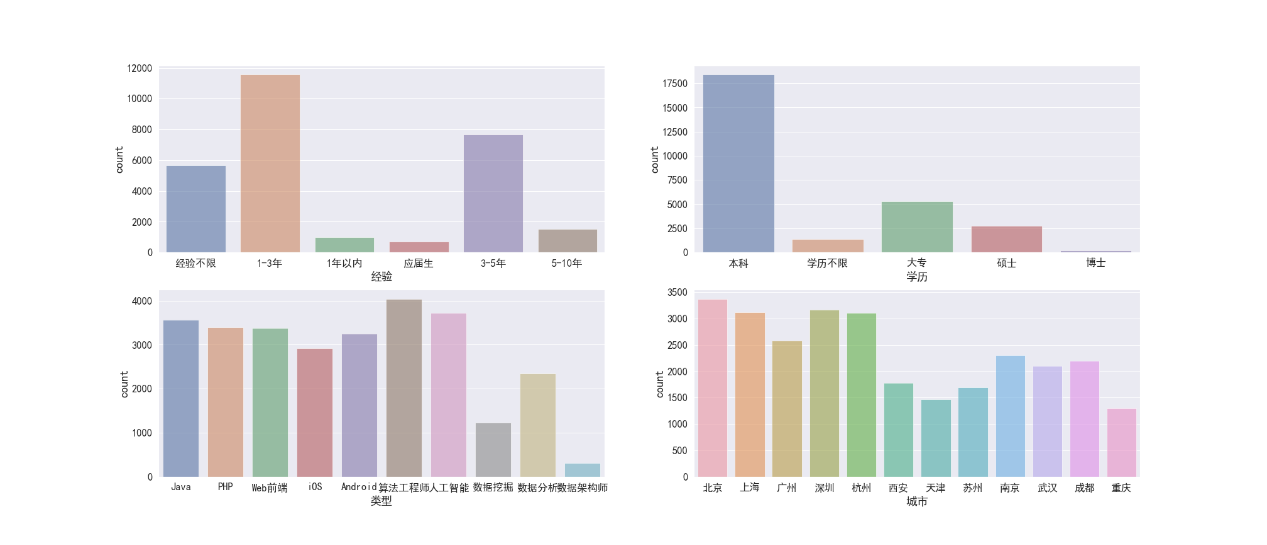 12000
10000
8000
6000
4000
2000
0
count
经验不限 1-3年 1年以内 应届生 3-5年 5-10年
经验
17500
15000
12500
10000
7500
5000
2500
0
count
本科 学历不限 大专 硕士 博士
学历
4000
3000
2000
1000
0
count
Java PHP Web前端 iOS Android 算法工程师 人工智能 数据挖掘 数据分析 数据架构师
类型
3500
3000
2500
2000
1500
1000
500
0
count
北京 上海 广州 深圳 杭州 西安 天津 苏州 南京 武汉 成都 重庆
城市